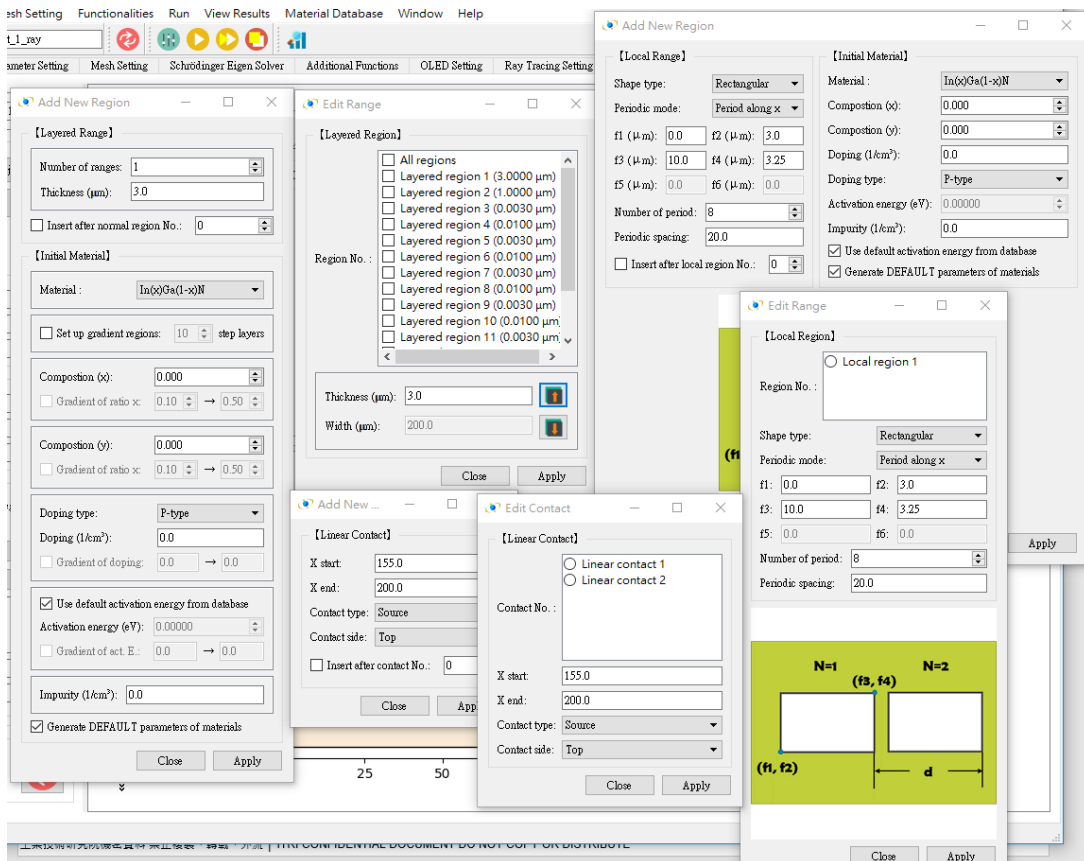 esh Setting Functionalities Run View Results Material Database Window Help
t_1_ray
ameter Setting Mesh Setting Schrödinger Eigen Solver Additional Functions OLED Setting Ray Tracing Setting
Add New Region
【Layered Range】
Number of ranges: 1
Thickness (μm): 3.0
Insert after normal region No.: 0
【Initial Material】
Material : In(x)Ga(1-x)N
Set up gradient regions: 10 step layers
Compostion (x): 0.000
Gradient of ratio x: 0.10 → 0.50
Compostion (y): 0.000
Gradient of ratio x: 0.10 → 0.50
Doping type: P-type
Doping (1/cm³): 0.0
Gradient of doping: 0.0 → 0.0
Use default activation energy from database
Activation energy (eV): 0.00000
Gradient of act. E.: 0.0 → 0.0
Impurity (1/cm³): 0.0
Generate DEFAULT parameters of materials
Close Apply
Edit Range
【Layered Region】
Region No. :
All regions
Layered region 1 (3.0000 μm)
Layered region 2 (1.0000 μm)
Layered region 3 (0.0030 μm)
Layered region 4 (0.0100 μm)
Layered region 5 (0.0030 μm)
Layered region 6 (0.0100 μm)
Layered region 7 (0.0030 μm)
Layered region 8 (0.0100 μm)
Layered region 9 (0.0030 μm)
Layered region 10 (0.0100 μm)
Layered region 11 (0.0030 μm)
Thickness (μm): 3.0
Width (μm): 200.0
Close Apply
Add New ...
【Linear Contact】
X start: 155.0
X end: 200.0
Contact type: Source
Contact side: Top
Insert after contact No.: 0
Close App
25 50
Edit Contact
【Linear Contact】
Contact No. :
Linear contact 1
Linear contact 2
X start: 155.0
X end: 200.0
Contact type: Source
Contact side: Top
Close Apply
Add New Region
【Local Range】
Shape type: Rectangular
Periodic mode: Period along x
f1 (μm): 0.0 f2 (μm): 3.0
f3 (μm): 10.0 f4 (μm): 3.25
f5 (μm): 0.0 f6 (μm): 0.0
Number of period: 8
Periodic spacing: 20.0
Insert after local region No.: 0
【Initial Material】
Material : In(x)Ga(1-x)N
Compostion (x): 0.000
Compostion (y): 0.000
Doping (1/cm³): 0.0
Doping type: P-type
Activation energy (eV): 0.00000
Impurity (1/cm³): 0.0
Use default activation energy from database
Generate DEFAULT parameters of materials
(f1
Apply
Edit Range
【Local Region】
Region No. :
Local region 1
Shape type: Rectangular
Periodic mode: Period along x
f1: 0.0 f2: 3.0
f3: 10.0 f4: 3.25
f5: 0.0 f6: 0.0
Number of period: 8
Periodic spacing: 20.0
N=1 N=2
(f3, f4)
(f1, f2)
d
Close Apply
ITRI CONFIDENTIAL DOCUMENT DO NOT COPY OR DISTRIBUTE